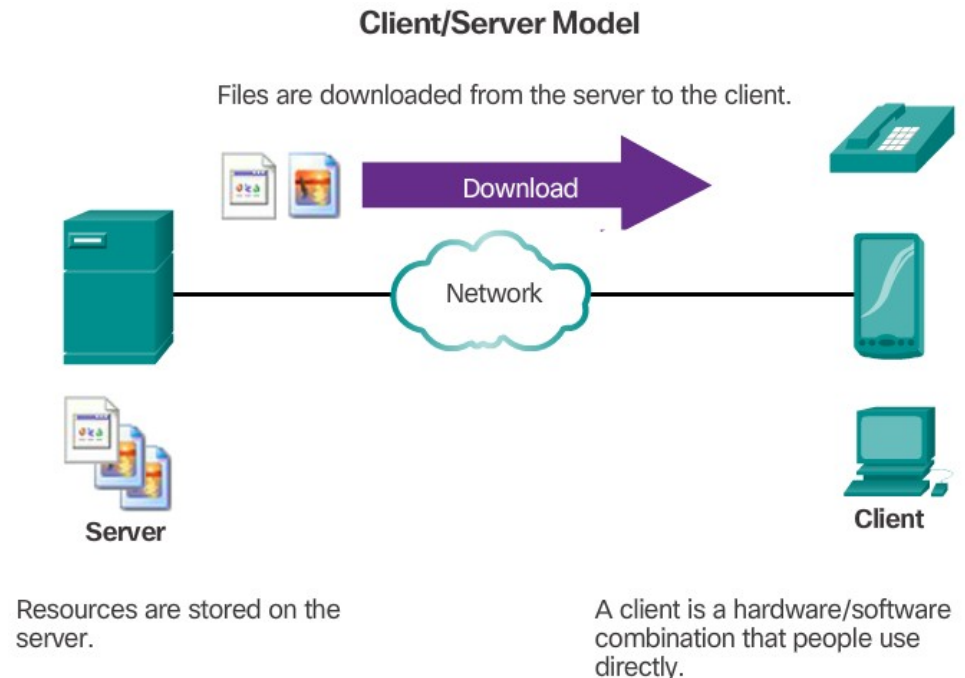 Client/Server Model
Files are downloaded from the server to the client.
Download
Network
Server
Client
Resources are stored on the
server.
A client is a hardware/software
combination that people use
directly.